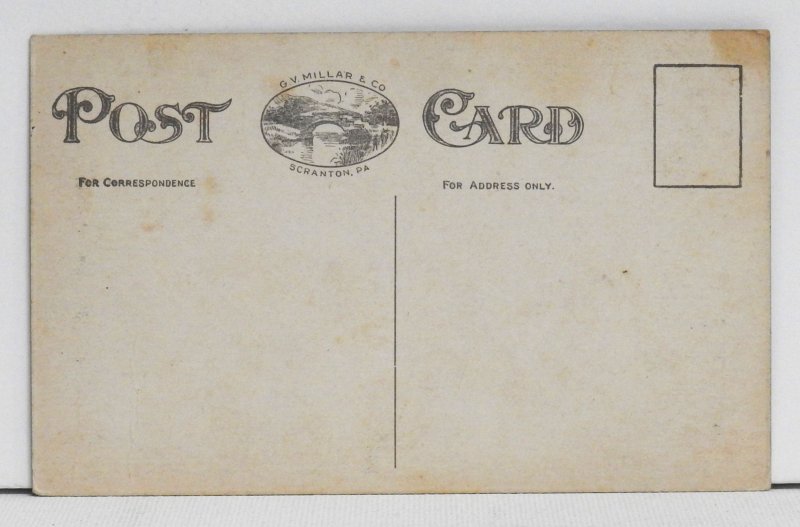 POST CARD
G.V. MILLAR & CO
SCRANTON, PA
FOR CORRESPONDENCE
FOR ADDRESS ONLY.